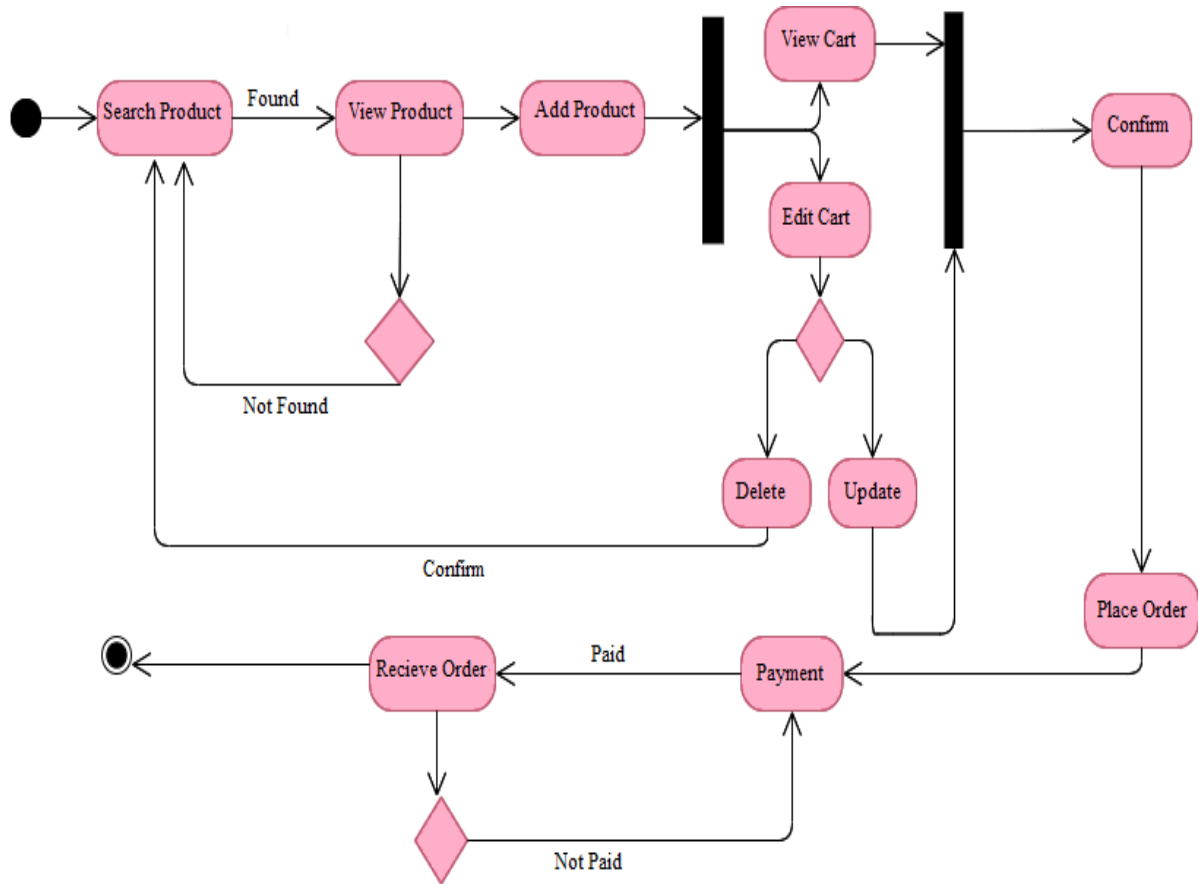 View Cart
Search Product
Found
View Product
Add Product
Confirm
Edit Cart
Not Found
Delete
Update
Confirm
Place Order
Recieve Order
Paid
Payment
Not Paid